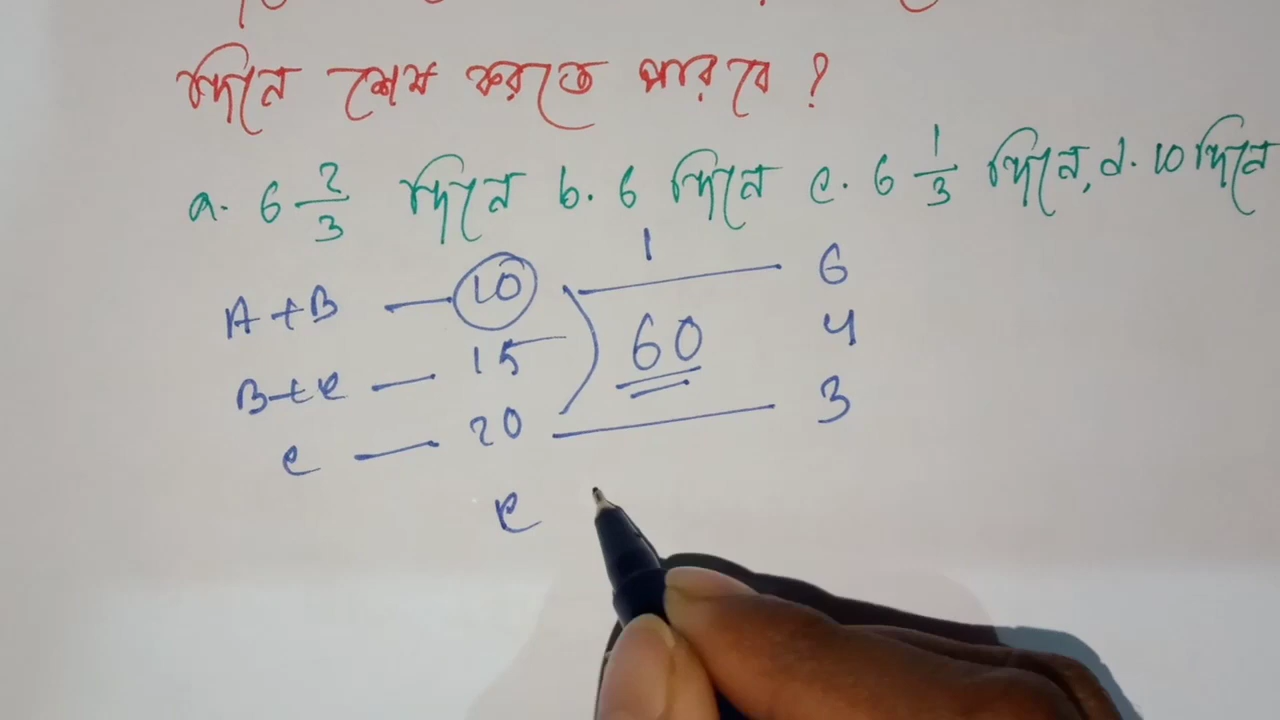 দিনে শেষ করতে পারবে ?
a. 6 2/3 দিনে b. 6 দিনে c. 6 1/3 দিনে, d. 10 দিনে
1
A+B — 10 6
60
B+C — 15 4
C — 20 3
C